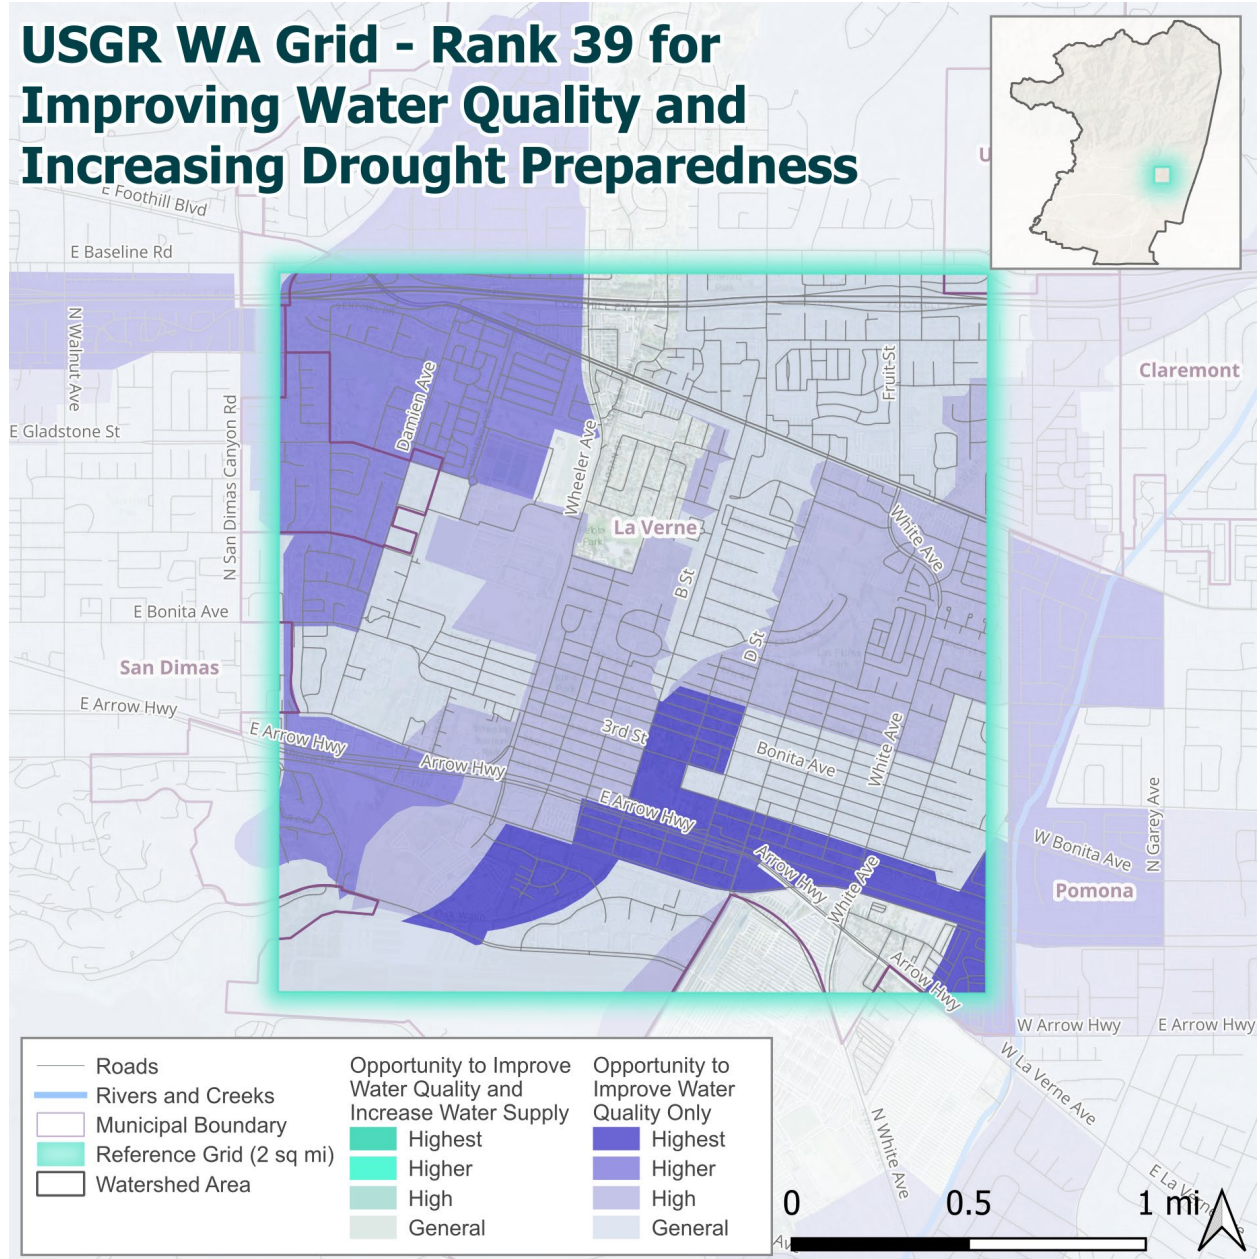 USGR WA Grid - Rank 39 for
Improving Water Quality and
Increasing Drought Preparedness
E Foothill Blvd
E Baseline Rd
N Walnut Ave
E Gladstone St
N San Dimas Canyon Rd
Damien Ave
Wheeler Ave
Fruit St
Claremont
La Verne
White Ave
B St
D St
E Bonita Ave
San Dimas
E Arrow Hwy
E Arrow Hwy
Arrow Hwy
3rd St
Bonita Ave
White Ave
E Arrow Hwy
Arrow Hwy
White Ave
Arrow Hwy
W Bonita Ave
N Garey Ave
Pomona
W Arrow Hwy
E Arrow Hwy
W La Verne Ave
N White Ave
E La Verne
Roads
Rivers and Creeks
Municipal Boundary
Reference Grid (2 sq mi)
Watershed Area
Opportunity to Improve
Water Quality and
Increase Water Supply
Highest
Higher
High
General
Opportunity to
Improve Water
Quality Only
Highest
Higher
High
General
0 0.5 1 mi